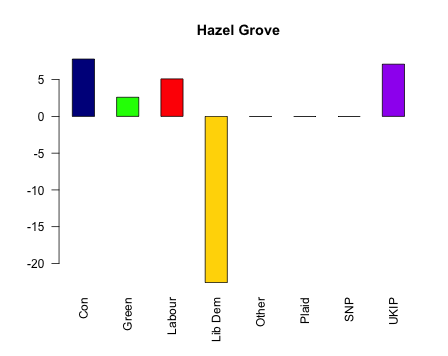 Hazel Grove
5
0
-5
-10
-15
-20
Con
Green
Labour
Lib Dem
Other
Plaid
SNP
UKIP